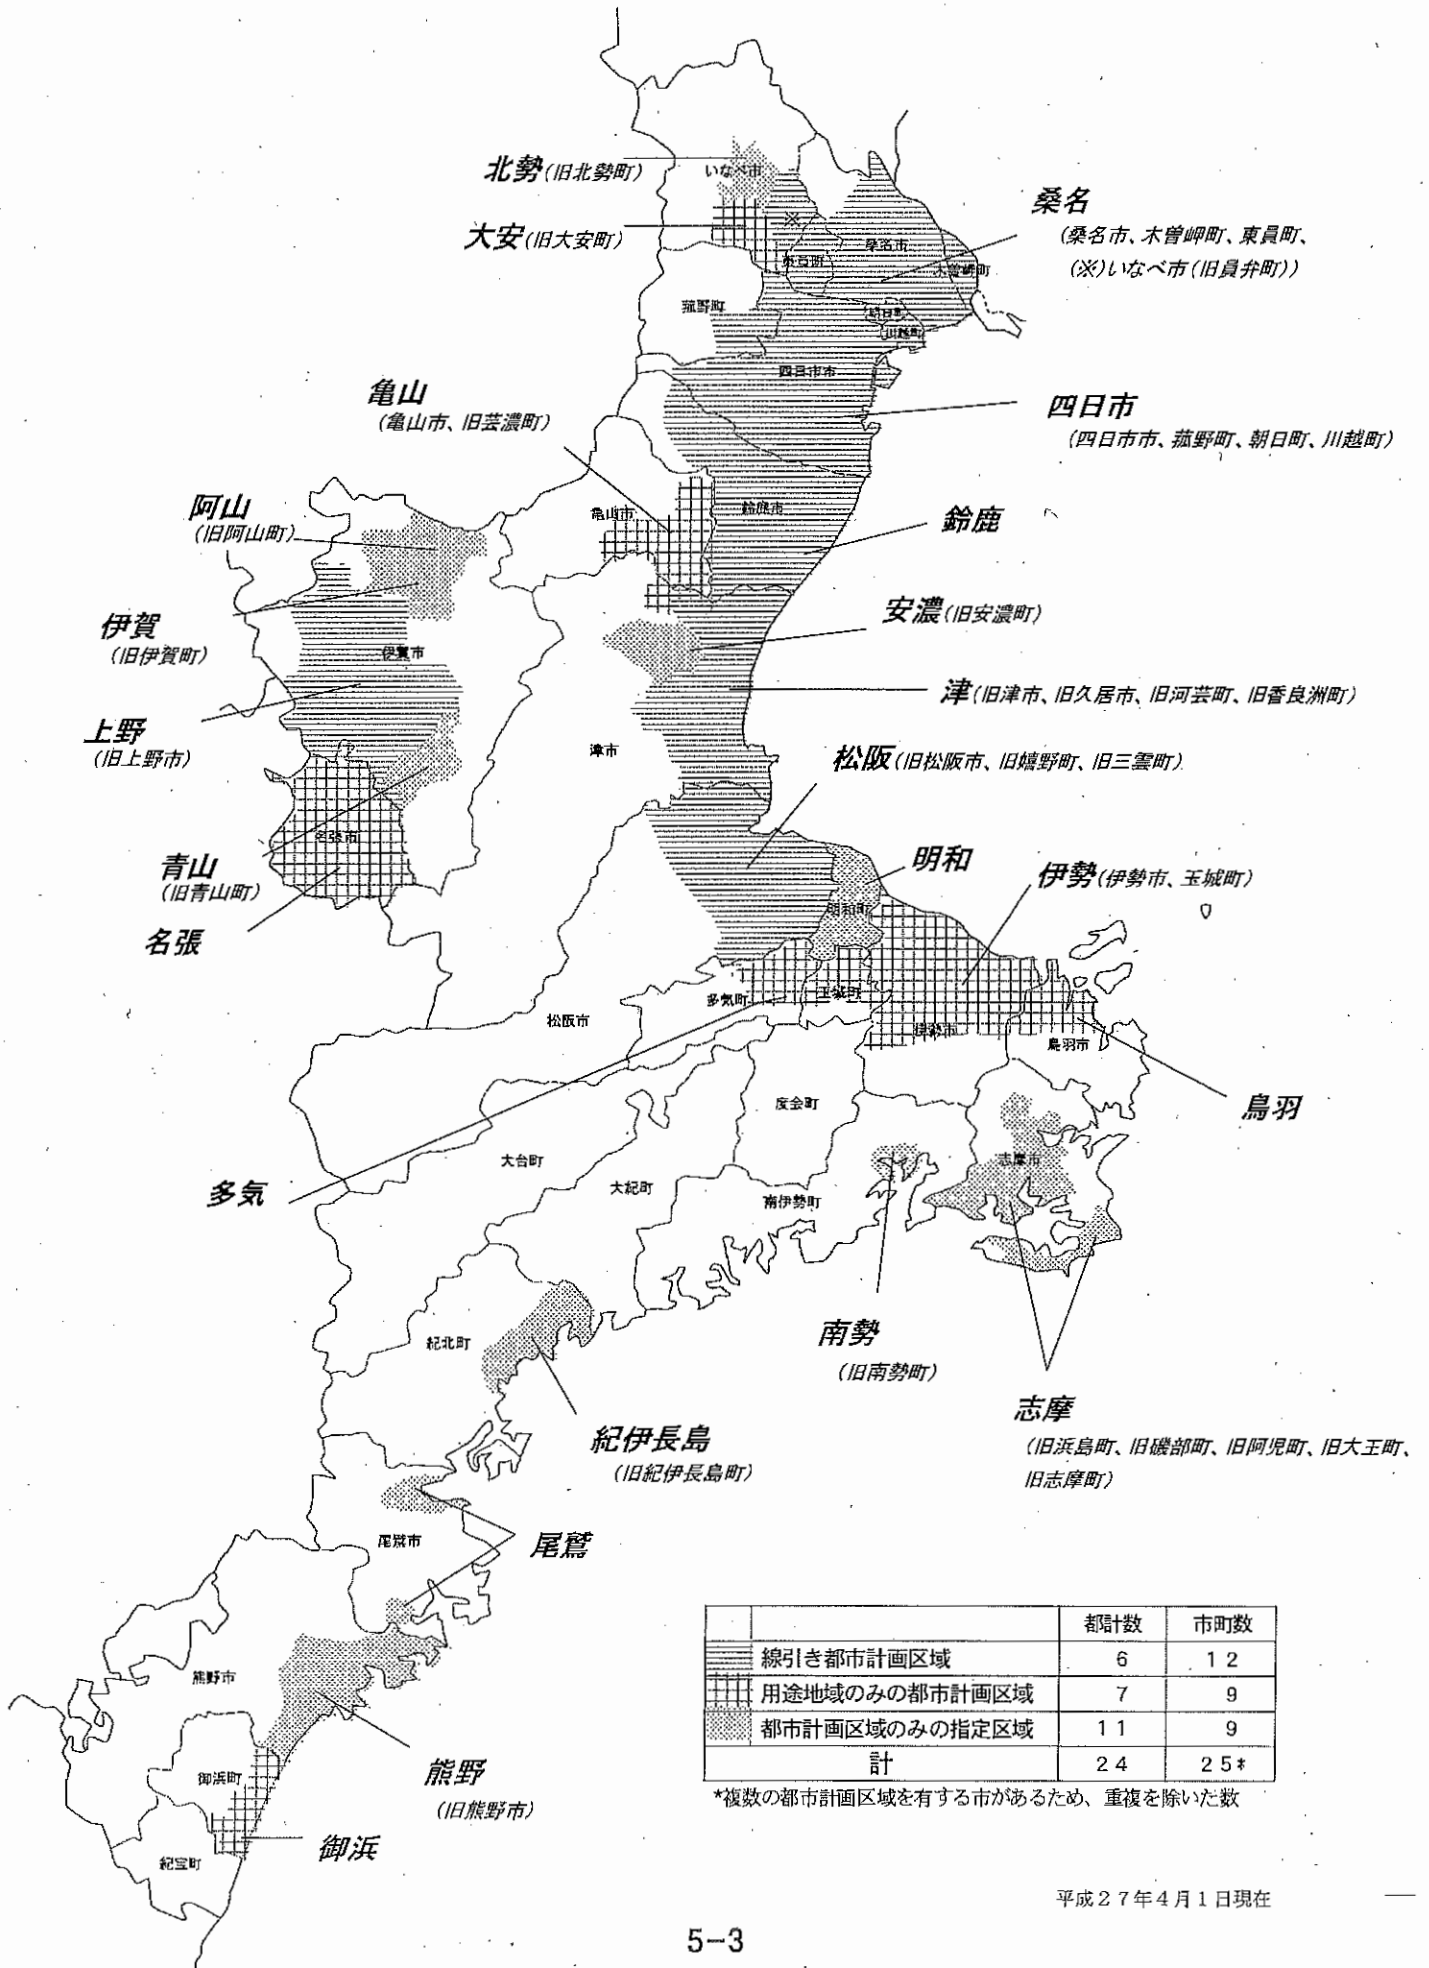 北勢(旧北勢町)
いなべ市
大安(旧大安町)
※
桑名
(桑名市、木曽岬町、東員町、
(※)いなべ市(旧員弁町))
桑名市
東員町
木曽岬町
菰野町
朝日町
川越町
四日市市
亀山
(亀山市、旧芸濃町)
四日市
(四日市市、菰野町、朝日町、川越町)
阿山
(旧阿山町)
亀山市
鈴鹿市
鈴鹿
伊賀
(旧伊賀町)
安濃(旧安濃町)
伊賀市
津(旧津市、旧久居市、旧河芸町、旧香良洲町)
上野
(旧上野市)
津市
松阪(旧松阪市、旧嬉野町、旧三雲町)
名張市
青山
(旧青山町)
明和
伊勢(伊勢市、玉城町)
明和町
名張
多気町
玉城町
松阪市
伊勢市
鳥羽市
度会町
鳥羽
大台町
志摩市
多気
大紀町
南伊勢町
紀北町
南勢
(旧南勢町)
志摩
(旧浜島町、旧磯部町、旧阿児町、旧大王町、
旧志摩町)
紀伊長島
(旧紀伊長島町)
尾鷲市
尾鷲
都計数 市町数
線引き都市計画区域 6 12
用途地域のみの都市計画区域 7 9
都市計画区域のみの指定区域 11 9
計 24 25*
*複数の都市計画区域を有する市があるため、重複を除いた数
熊野市
熊野
(旧熊野市)
御浜町
御浜
紀宝町
平成27年4月1日現在
5-3